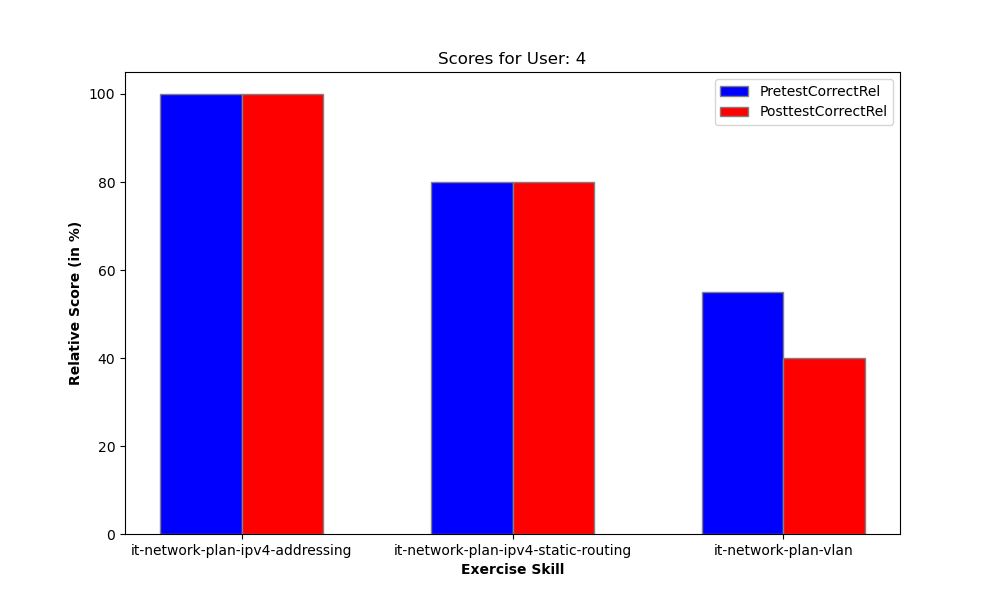 Scores for User: 4
PretestCorrectRel
PosttestCorrectRel
Relative Score (in %)
100
80
60
40
20
0
it-network-plan-ipv4-addressing
it-network-plan-ipv4-static-routing
it-network-plan-vlan
Exercise Skill